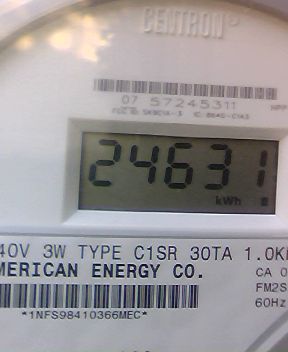 CENTRON®
07 57245311
24631
kWh
40V 3W TYPE C1SR 30TA 1.0K
MERICAN ENERGY CO.
CA 0
FM2S
60Hz
*1NFS98410366MEC*